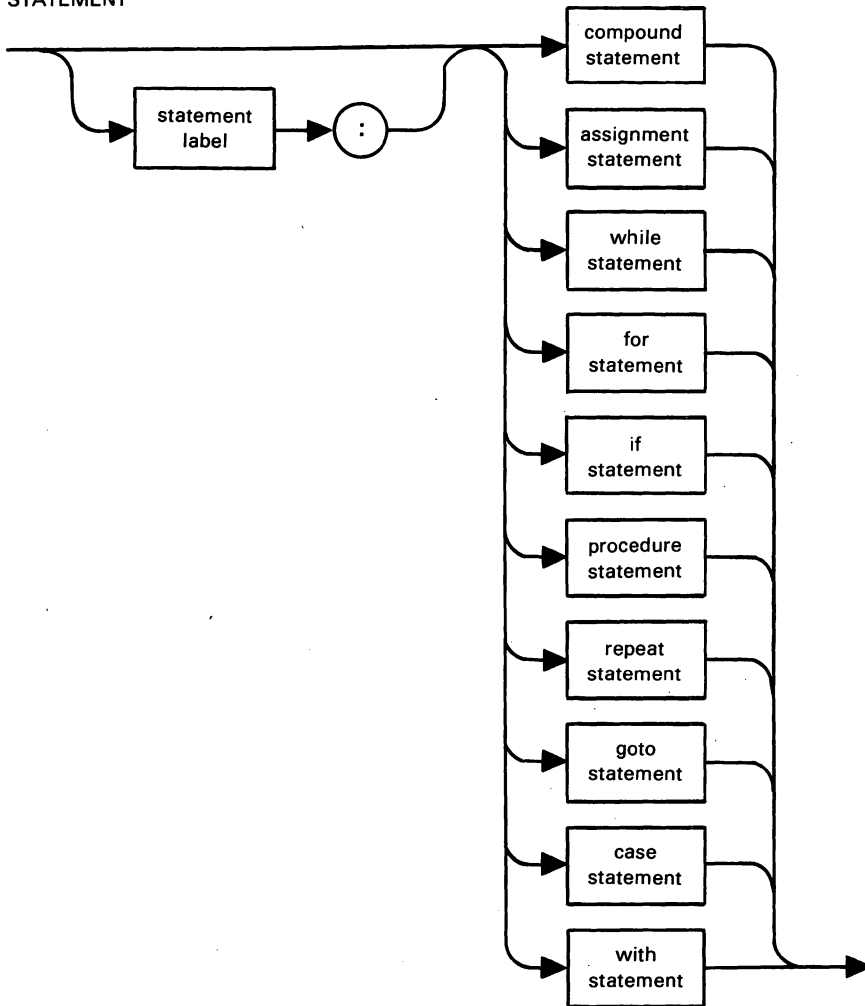 STATEMENT
compound
statement
statement
label
:
assignment
statement
while
statement
for
statement
if
statement
procedure
statement
repeat
statement
goto
statement
case
statement
with
statement